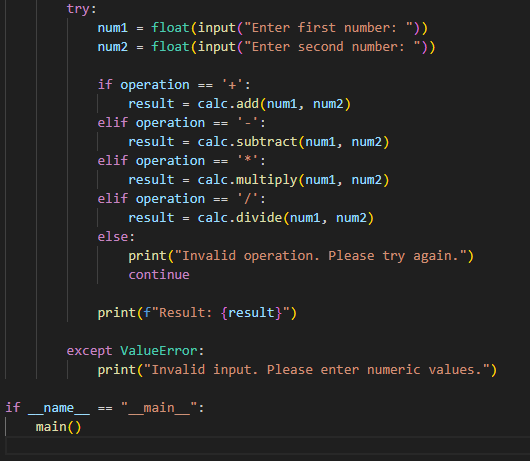 try:
num1 = float(input("Enter first number: "))
num2 = float(input("Enter second number: "))
if operation == '+':
result = calc.add(num1, num2)
elif operation == '-':
result = calc.subtract(num1, num2)
elif operation == '*':
result = calc.multiply(num1, num2)
elif operation == '/':
result = calc.divide(num1, num2)
else:
print("Invalid operation. Please try again.")
continue
print(f"Result: {result}")
except ValueError:
print("Invalid input. Please enter numeric values.")
if __name__ == "__main__":
main()